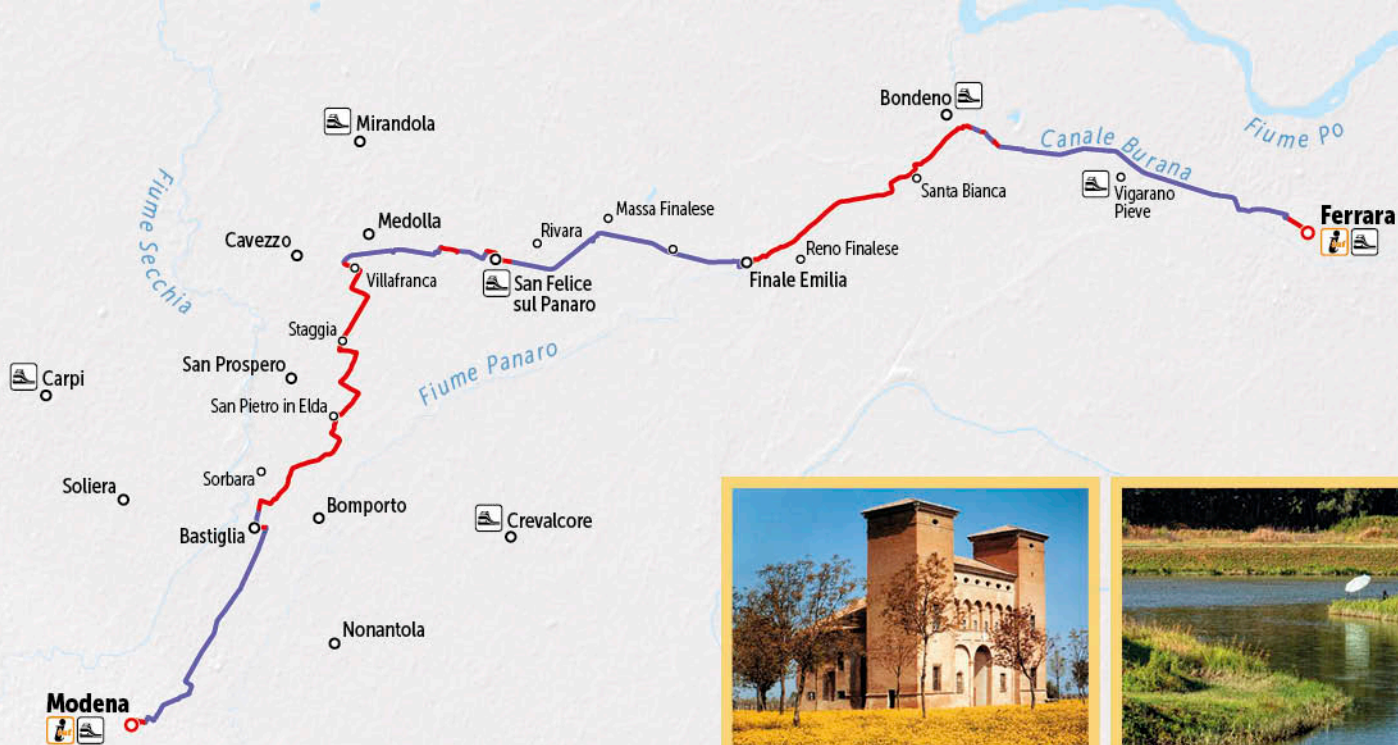 Bondeno
Fiume Po
Canale Burana
Mirandola
Fiume Secchia
Santa Bianca
Vigarano
Pieve
Massa Finalese
Ferrara
Medolla
Rivara
Cavezzo
Reno Finalese
Villafranca
San Felice
sul Panaro
Finale Emilia
Staggia
Fiume Panaro
San Prospero
Carpi
San Pietro in Elda
Sorbara
Soliera
Bomporto
Crevalcore
Bastiglia
Nonantola
Modena